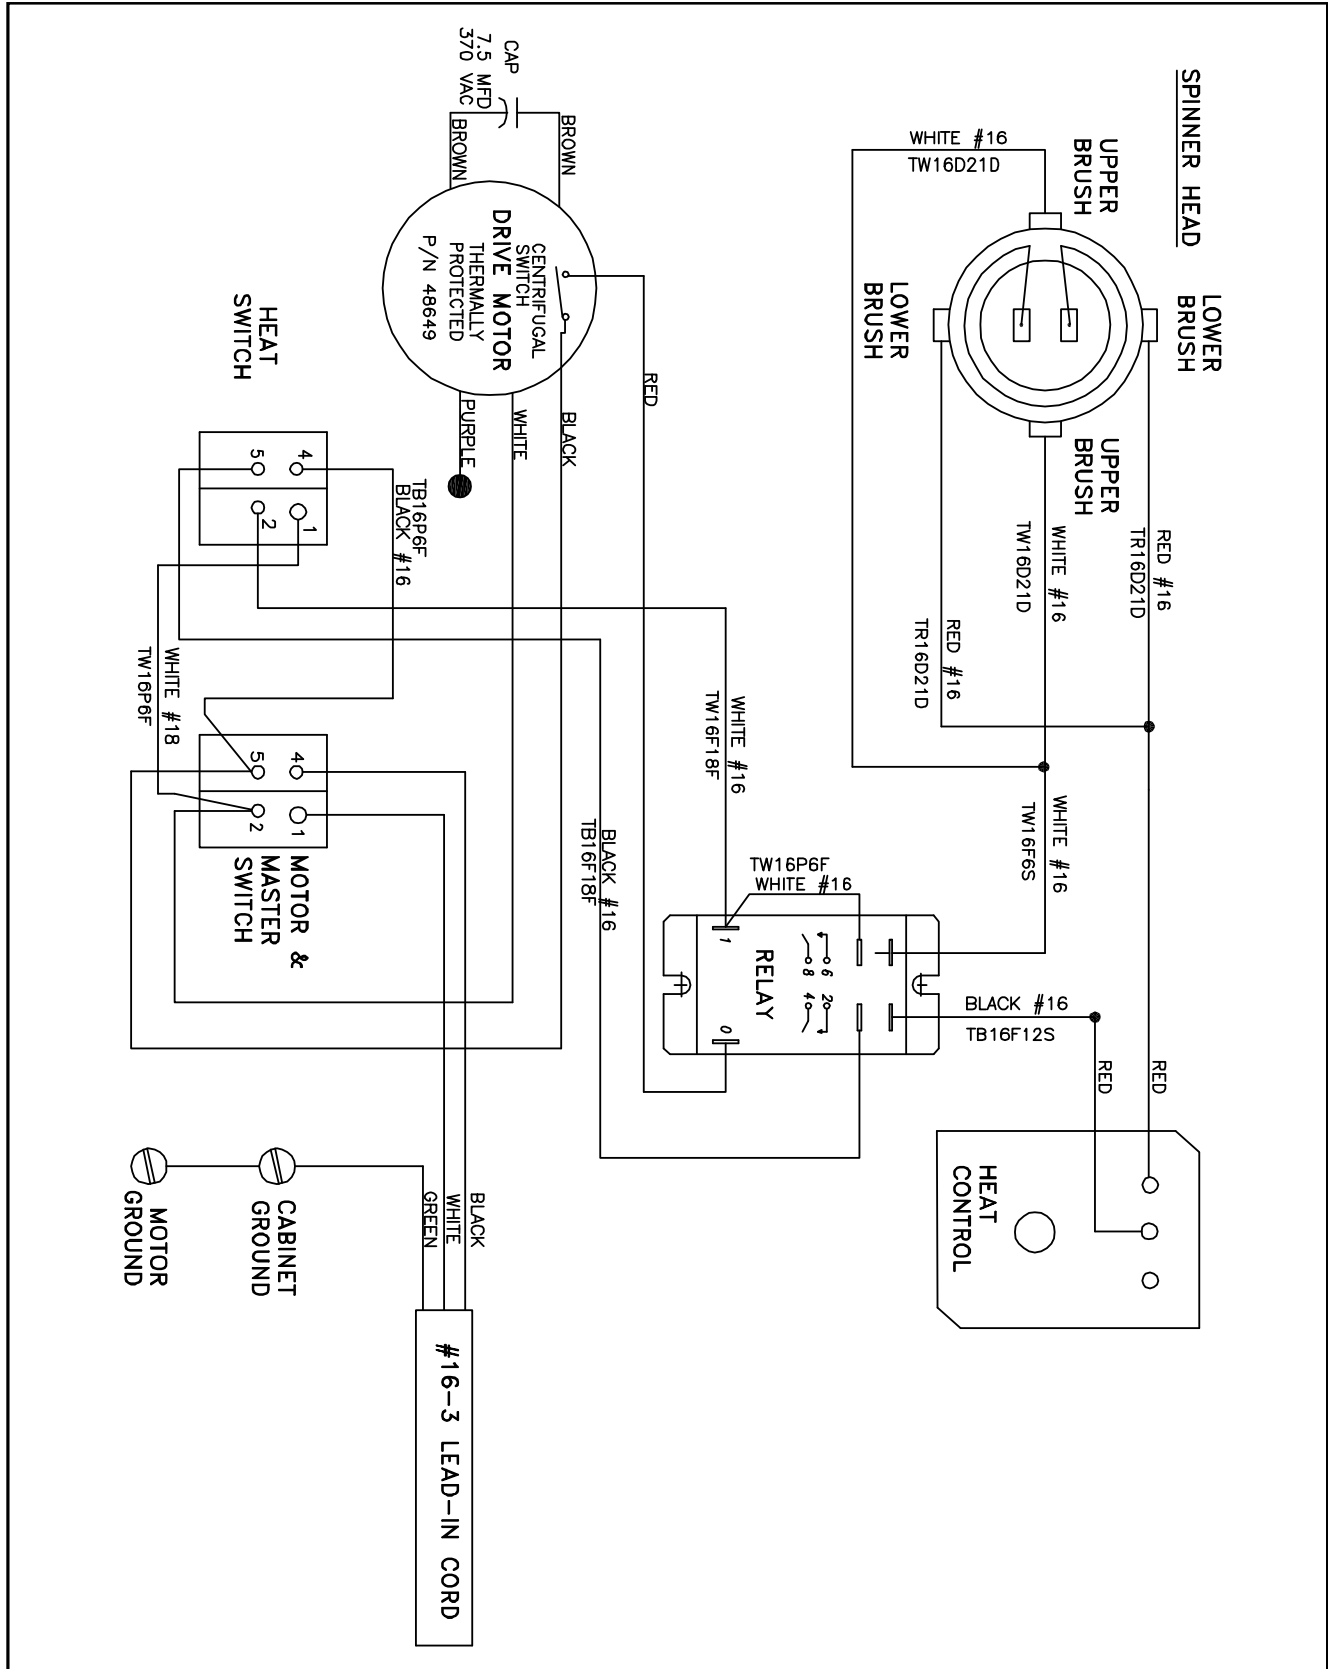 SPINNER HEAD
UPPER
BRUSH
WHITE #16
TW16D21D
LOWER
BRUSH
LOWER
BRUSH
UPPER
BRUSH
RED #16
TR16D21D
WHITE #16
TW16D21D
RED #16
TR16D21D
WHITE #16
TW16F6S
CAP
7.5 MFD
370 VAC
BROWN
BROWN
CENTRIFUGAL
SWITCH
DRIVE MOTOR
THERMALLY
PROTECTED
P/N 48649
RED
BLACK
WHITE
PURPLE
HEAT
SWITCH
4
5
1
2
TB16P6F
BLACK #16
WHITE #18
TW16P6F
WHITE #16
TW16F18F
BLACK #16
TB16F18F
4
5
1
2
MOTOR &
MASTER
SWITCH
TW16P6F
WHITE #16
RELAY
1
0
6
8
2
4
BLACK #16
TB16F12S
RED
RED
HEAT
CONTROL
MOTOR
GROUND
CABINET
GROUND
BLACK
WHITE
GREEN
#16-3 LEAD-IN CORD